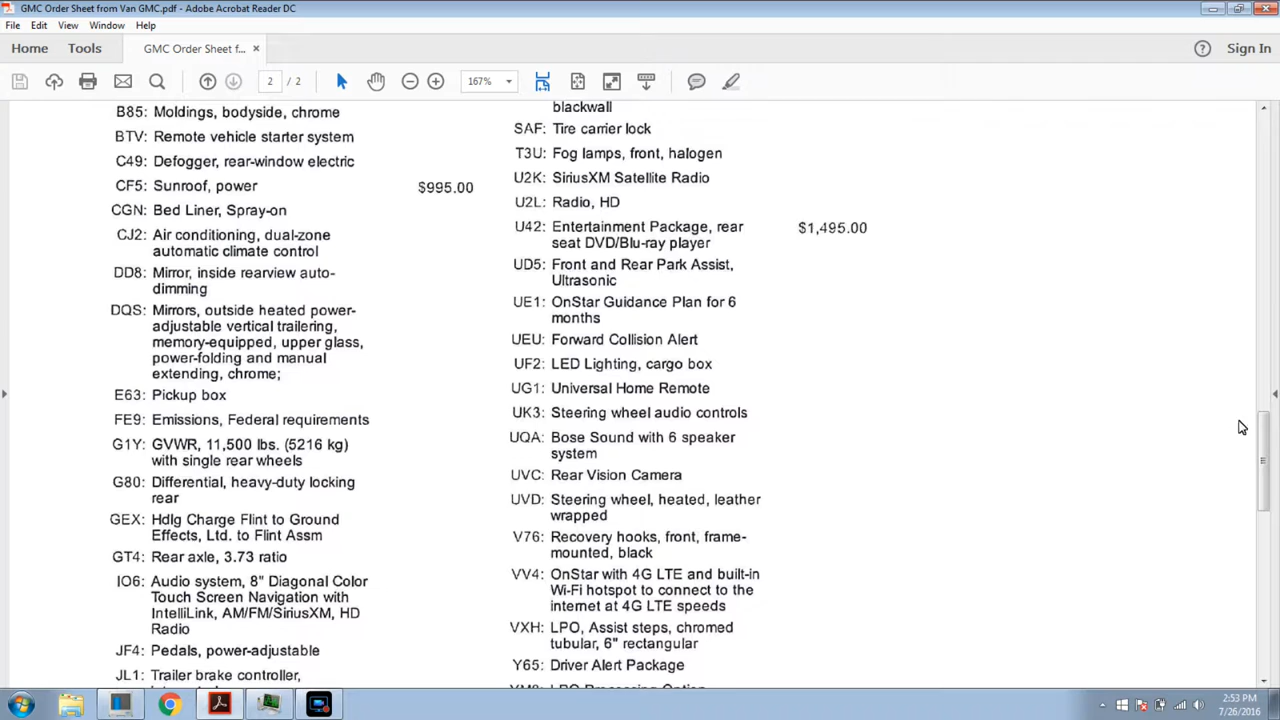 GMC Order Sheet from Van GMC.pdf - Adobe Acrobat Reader DC
File Edit View Window Help
Home Tools GMC Order Sheet f... × Sign In
2 / 2 167%
B85: Moldings, bodyside, chrome
BTV: Remote vehicle starter system
C49: Defogger, rear-window electric
CF5: Sunroof, power $995.00
CGN: Bed Liner, Spray-on
CJ2: Air conditioning, dual-zone
automatic climate control
DD8: Mirror, inside rearview auto-
dimming
DQS: Mirrors, outside heated power-
adjustable vertical trailering,
memory-equipped, upper glass,
power-folding and manual
extending, chrome;
E63: Pickup box
FE9: Emissions, Federal requirements
G1Y: GVWR, 11,500 lbs. (5216 kg)
with single rear wheels
G80: Differential, heavy-duty locking
rear
GEX: Hdlg Charge Flint to Ground
Effects, Ltd. to Flint Assm
GT4: Rear axle, 3.73 ratio
IO6: Audio system, 8" Diagonal Color
Touch Screen Navigation with
IntelliLink, AM/FM/SiriusXM, HD
Radio
JF4: Pedals, power-adjustable
JL1: Trailer brake controller,
blackwall
SAF: Tire carrier lock
T3U: Fog lamps, front, halogen
U2K: SiriusXM Satellite Radio
U2L: Radio, HD
U42: Entertainment Package, rear $1,495.00
seat DVD/Blu-ray player
UD5: Front and Rear Park Assist,
Ultrasonic
UE1: OnStar Guidance Plan for 6
months
UEU: Forward Collision Alert
UF2: LED Lighting, cargo box
UG1: Universal Home Remote
UK3: Steering wheel audio controls
UQA: Bose Sound with 6 speaker
system
UVC: Rear Vision Camera
UVD: Steering wheel, heated, leather
wrapped
V76: Recovery hooks, front, frame-
mounted, black
VV4: OnStar with 4G LTE and built-in
Wi-Fi hotspot to connect to the
internet at 4G LTE speeds
VXH: LPO, Assist steps, chromed
tubular, 6" rectangular
Y65: Driver Alert Package
LPO Processing Option
2:53 PM
7/26/2016